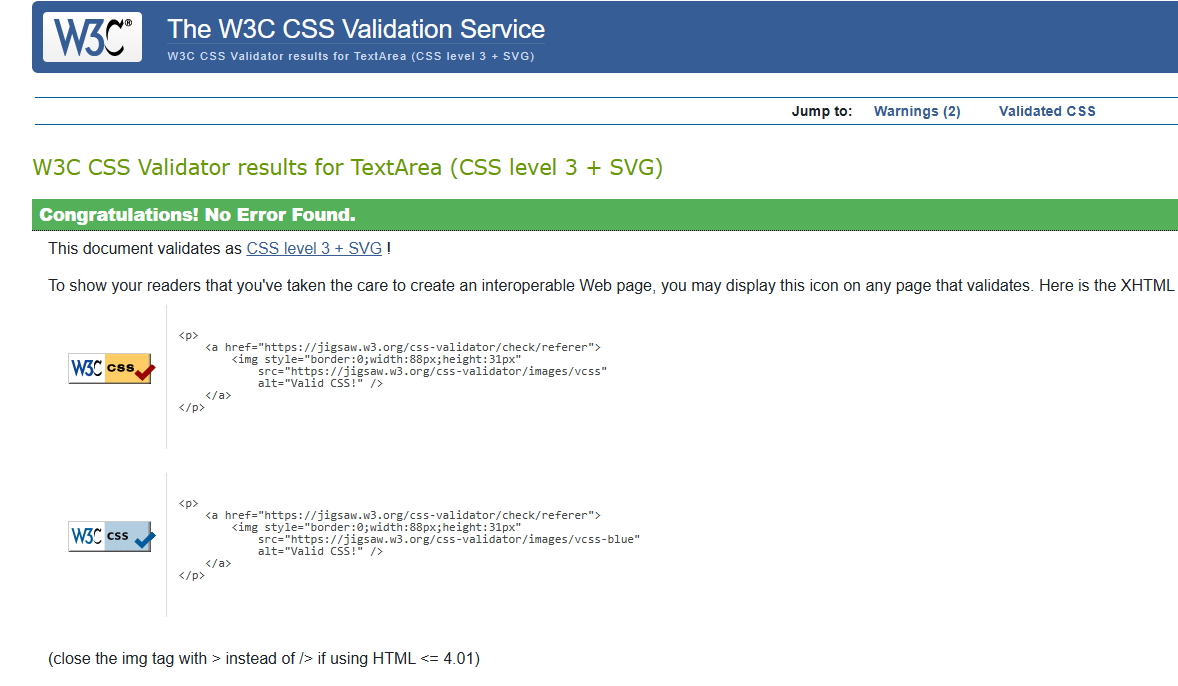 W3C®
The W3C CSS Validation Service
W3C CSS Validator results for TextArea (CSS level 3 + SVG)
Jump to: Warnings (2) Validated CSS
W3C CSS Validator results for TextArea (CSS level 3 + SVG)
Congratulations! No Error Found.
This document validates as CSS level 3 + SVG !
To show your readers that you've taken the care to create an interoperable Web page, you may display this icon on any page that validates. Here is the XHTML
W3C css
<p>
<a href="https://jigsaw.w3.org/css-validator/check/referer">
<img style="border:0;width:88px;height:31px"
src="https://jigsaw.w3.org/css-validator/images/vcss"
alt="Valid CSS!" />
</a>
</p>
W3C css
<p>
<a href="https://jigsaw.w3.org/css-validator/check/referer">
<img style="border:0;width:88px;height:31px"
src="https://jigsaw.w3.org/css-validator/images/vcss-blue"
alt="Valid CSS!" />
</a>
</p>
(close the img tag with > instead of /> if using HTML <= 4.01)